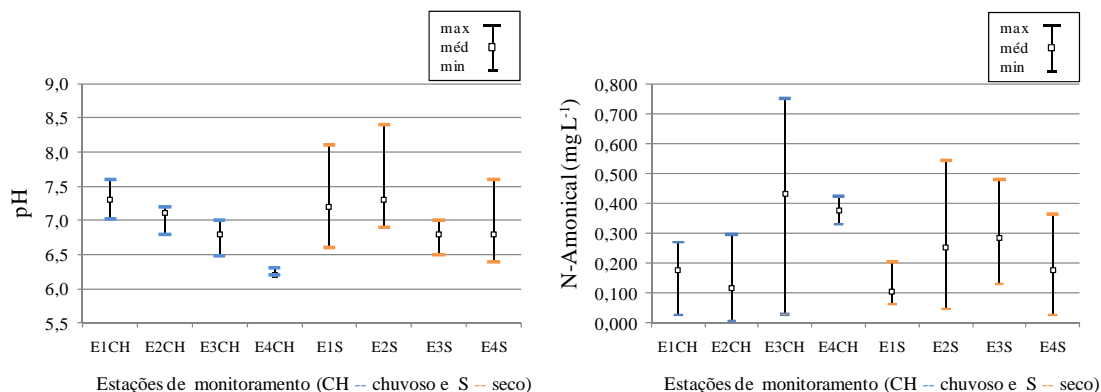 max
méd
min
pH
9,0
8,5
8,0
7,5
7,0
6,5
6,0
5,5
E1CH E2CH E3CH E4CH E1S E2S E3S E4S
Estações de monitoramento (CH -- chuvoso e S -- seco)
max
méd
min
N-Amonical (mg L-1)
0,800
0,700
0,600
0,500
0,400
0,300
0,200
0,100
0,000
E1CH E2CH E3CH E4CH E1S E2S E3S E4S
Estações de monitoramento (CH -- chuvoso e S -- seco)